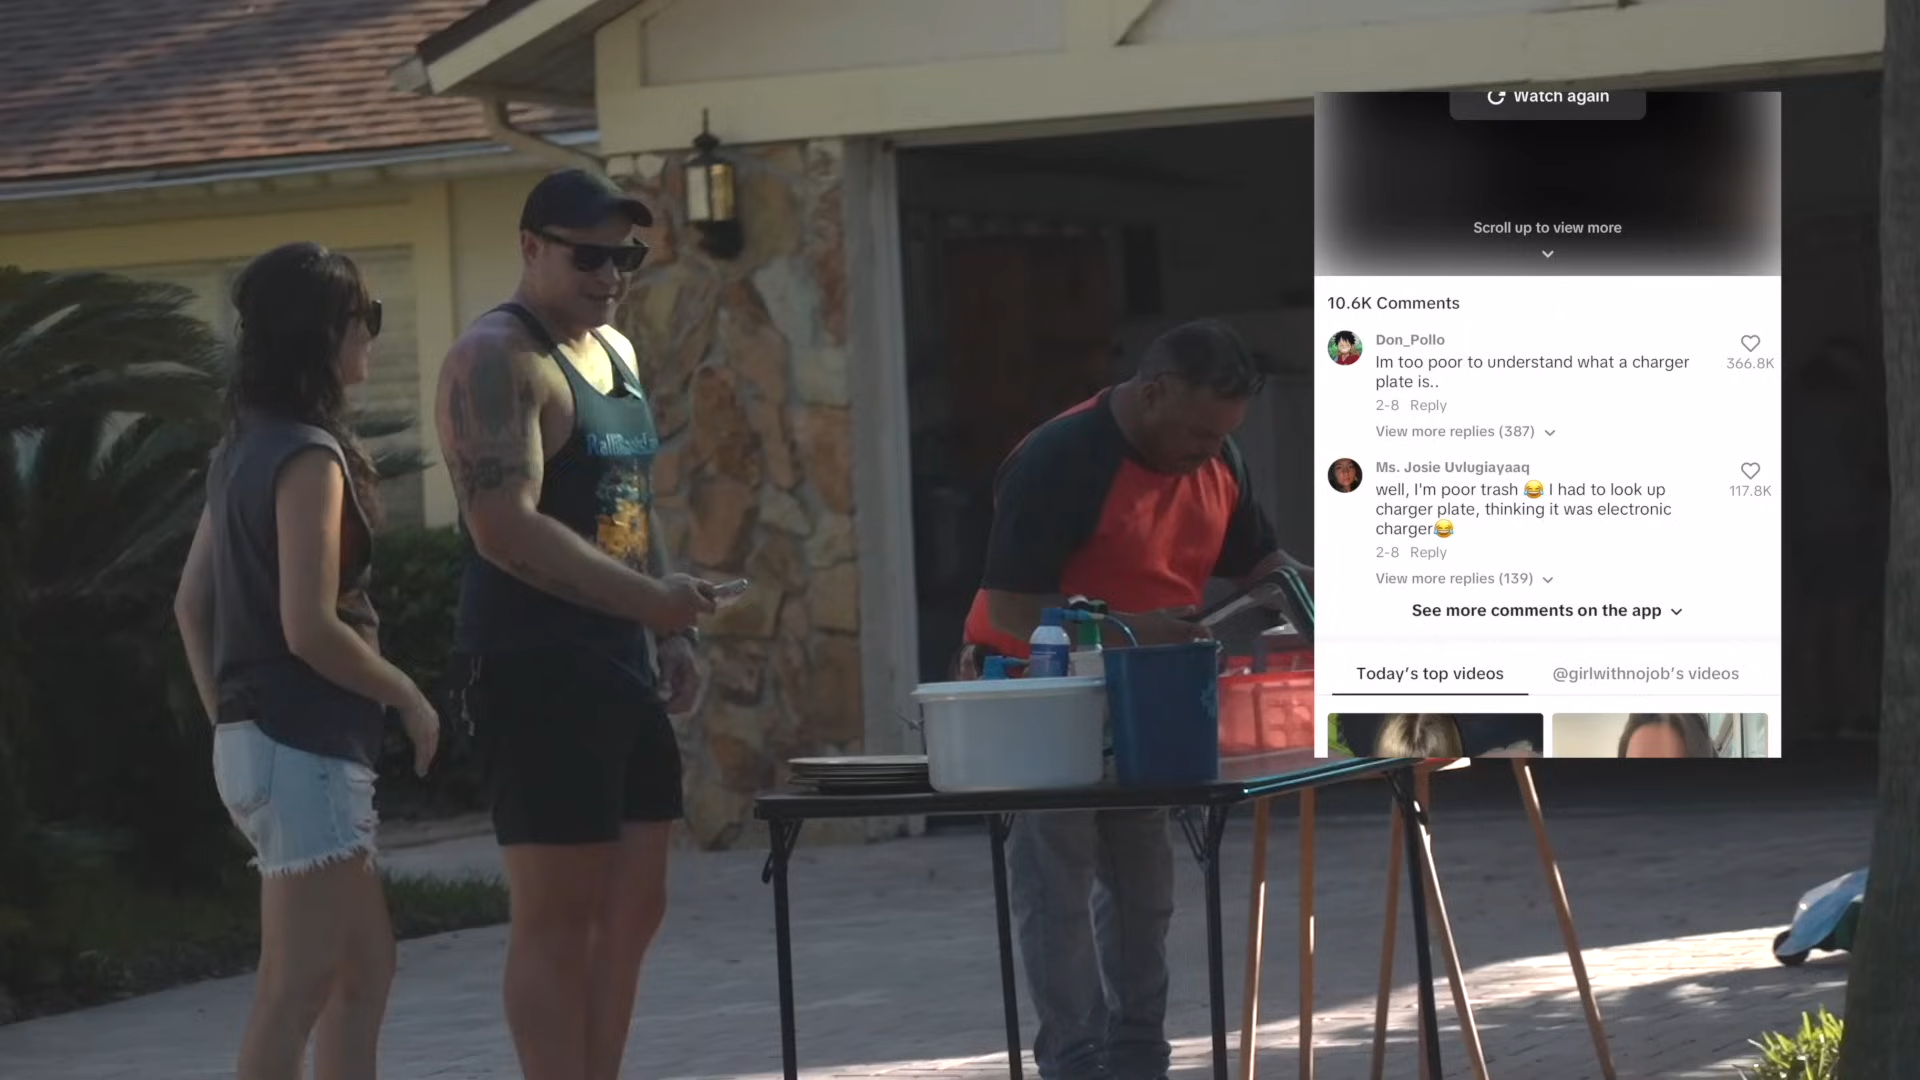 Watch again
Scroll up to view more
10.6K Comments
Don_Pollo
Im too poor to understand what a charger
plate is..
366.8K
2-8 Reply
View more replies (387)
Ms. Josie Uvlugiayaaq
well, I'm poor trash 😂 I had to look up
charger plate, thinking it was electronic
charger😂
117.8K
2-8 Reply
View more replies (139)
See more comments on the app
Today's top videos
@girlwithnojob's videos